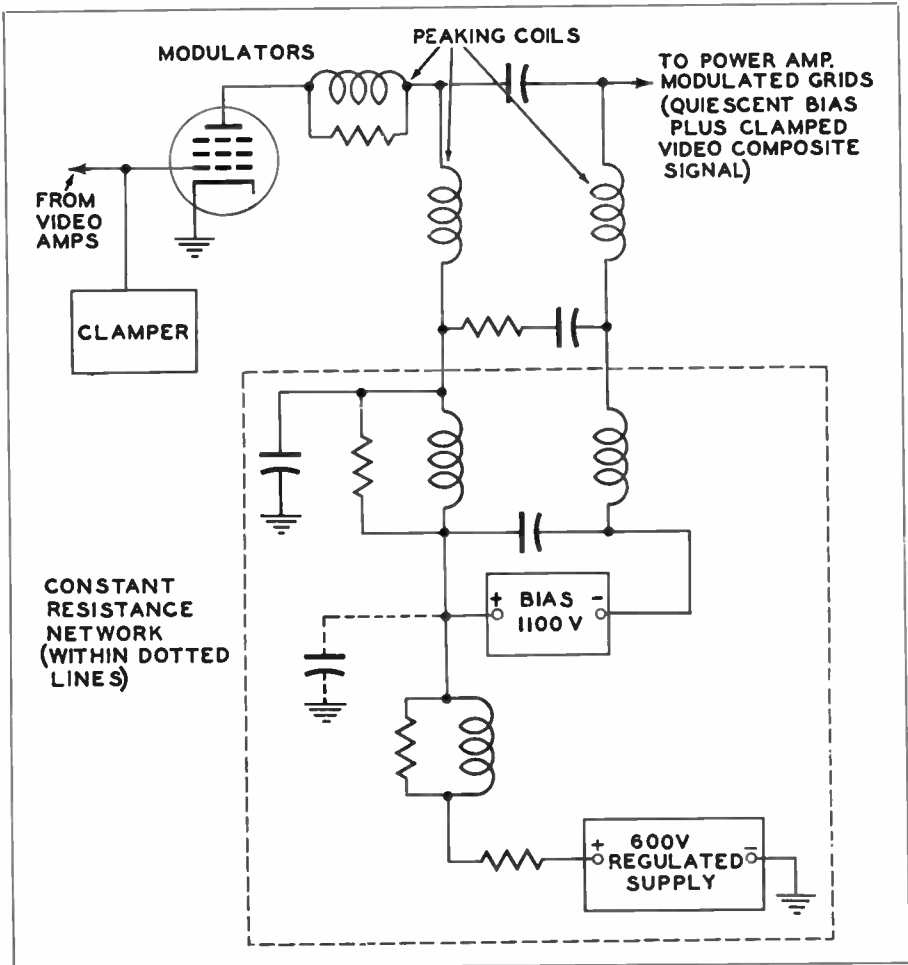 MODULATORS
PEAKING COILS
TO POWER AMP.
MODULATED GRIDS
(QUIESCENT BIAS
PLUS CLAMPED
VIDEO COMPOSITE
SIGNAL)
FROM
VIDEO
AMPS
CLAMPER
CONSTANT
RESISTANCE
NETWORK
(WITHIN DOTTED
LINES)
+ BIAS -
1100 V
+ 600V -
REGULATED
SUPPLY